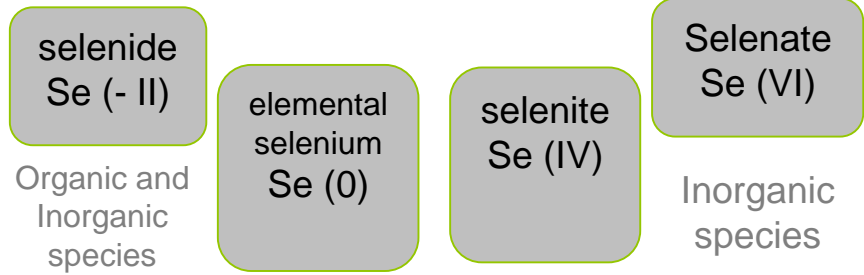 selenide
Se (- II)
Organic and
Inorganic
species
elemental
selenium
Se (0)
selenite
Se (IV)
Selenate
Se (VI)
Inorganic
species